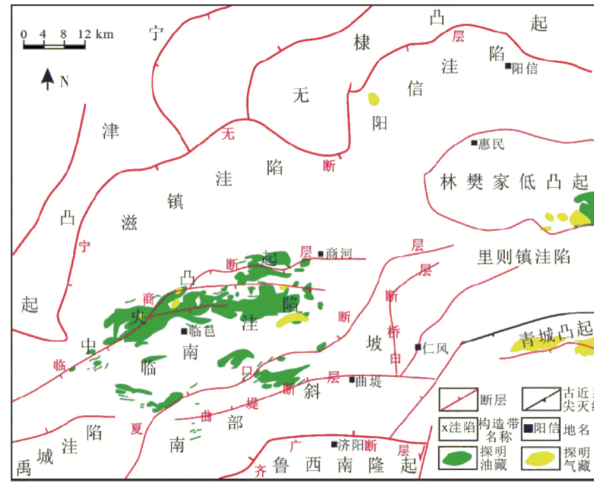 0 4 8 12 km
N
宁
津
凸
起
无
棣
凸
起
阳
信
洼
陷
阳信
惠民
林樊家低凸起
里则镇洼陷
滋
镇
洼
陷
宁
无
断
层
中
央
凸
起
临
商
断
层
商河
临邑
临
南
洼
陷
夏
口
断
层
南
部
斜
坡
曲
堤
断
层
曲堤
白
桥
断
层
仁风
青城凸起
禹
城
洼
陷
齐
广
断
层
济阳
鲁西南隆起
断层
古近系
尖灭线
x洼陷
构造带
名称
阳信
地名
探明
油藏
探明
气藏